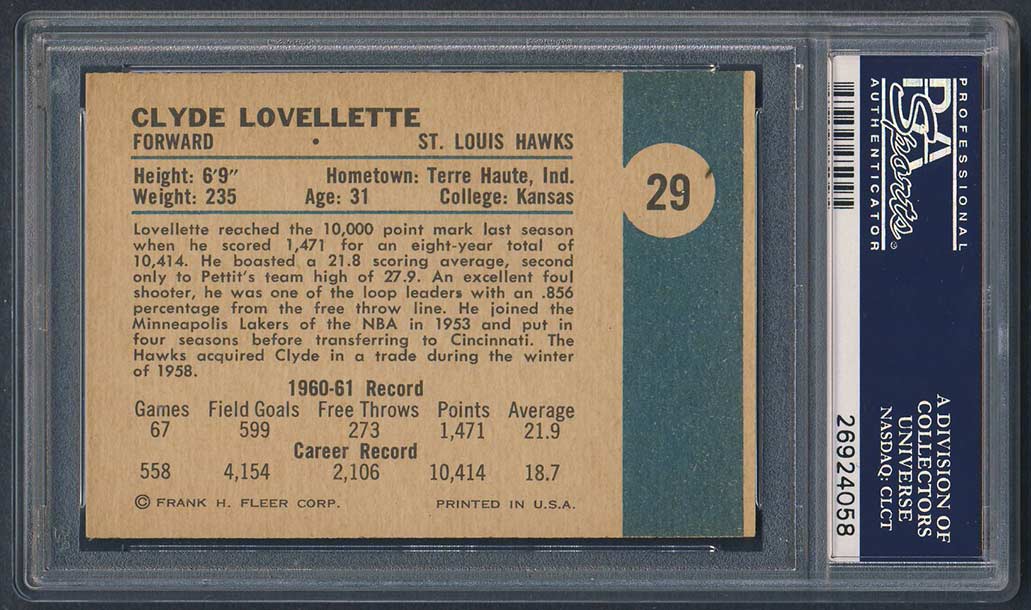 CLYDE LOVELLETTE
FORWARD • ST. LOUIS HAWKS
Height: 6'9" Hometown: Terre Haute, Ind.
Weight: 235 Age: 31 College: Kansas
Lovellette reached the 10,000 point mark last season
when he scored 1,471 for an eight-year total of
10,414. He boasted a 21.8 scoring average, second
only to Pettit's team high of 27.9. An excellent foul
shooter, he was one of the loop leaders with an .856
percentage from the free throw line. He joined the
Minneapolis Lakers of the NBA in 1953 and put in
four seasons before transferring to Cincinnati. The
Hawks acquired Clyde in a trade during the winter
of 1958.
1960-61 Record
Games Field Goals Free Throws Points Average
67 599 273 1,471 21.9
Career Record
558 4,154 2,106 10,414 18.7
© FRANK H. FLEER CORP. PRINTED IN U.S.A.
29
PROFESSIONAL
PSA
Sports®
AUTHENTICATOR
A DIVISION OF
COLLECTORS
UNIVERSE
NASDAQ: CLCT
26924058